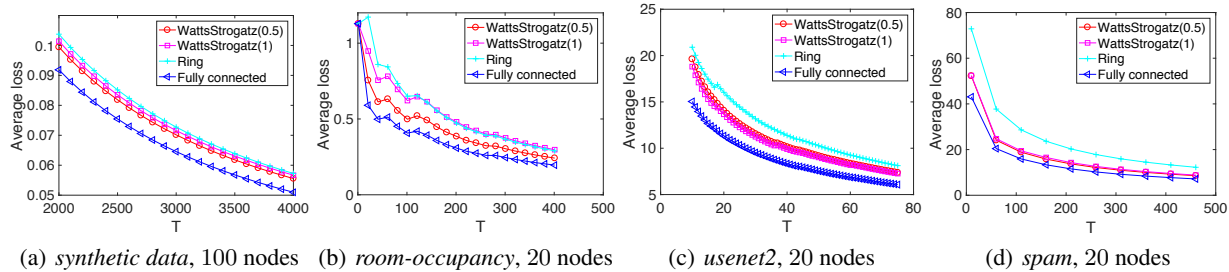 WattsStrogatz(0.5)
WattsStrogatz(1)
Ring
Fully connected
Average loss
0.10
0.09
0.08
0.07
0.06
0.05
2000 2500 3000 3500 4000
T
(a) synthetic data, 100 nodes
WattsStrogatz(0.5)
WattsStrogatz(1)
Ring
Fully connected
Average loss
1
0.5
0
0 100 200 300 400 500
T
(b) room-occupancy, 20 nodes
WattsStrogatz(0.5)
WattsStrogatz(1)
Ring
Fully connected
Average loss
25
20
15
10
5
0 20 40 60 80
T
(c) usenet2, 20 nodes
WattsStrogatz(0.5)
WattsStrogatz(1)
Ring
Fully connected
Average loss
80
60
40
20
0
0 100 200 300 400 500
T
(d) spam, 20 nodes